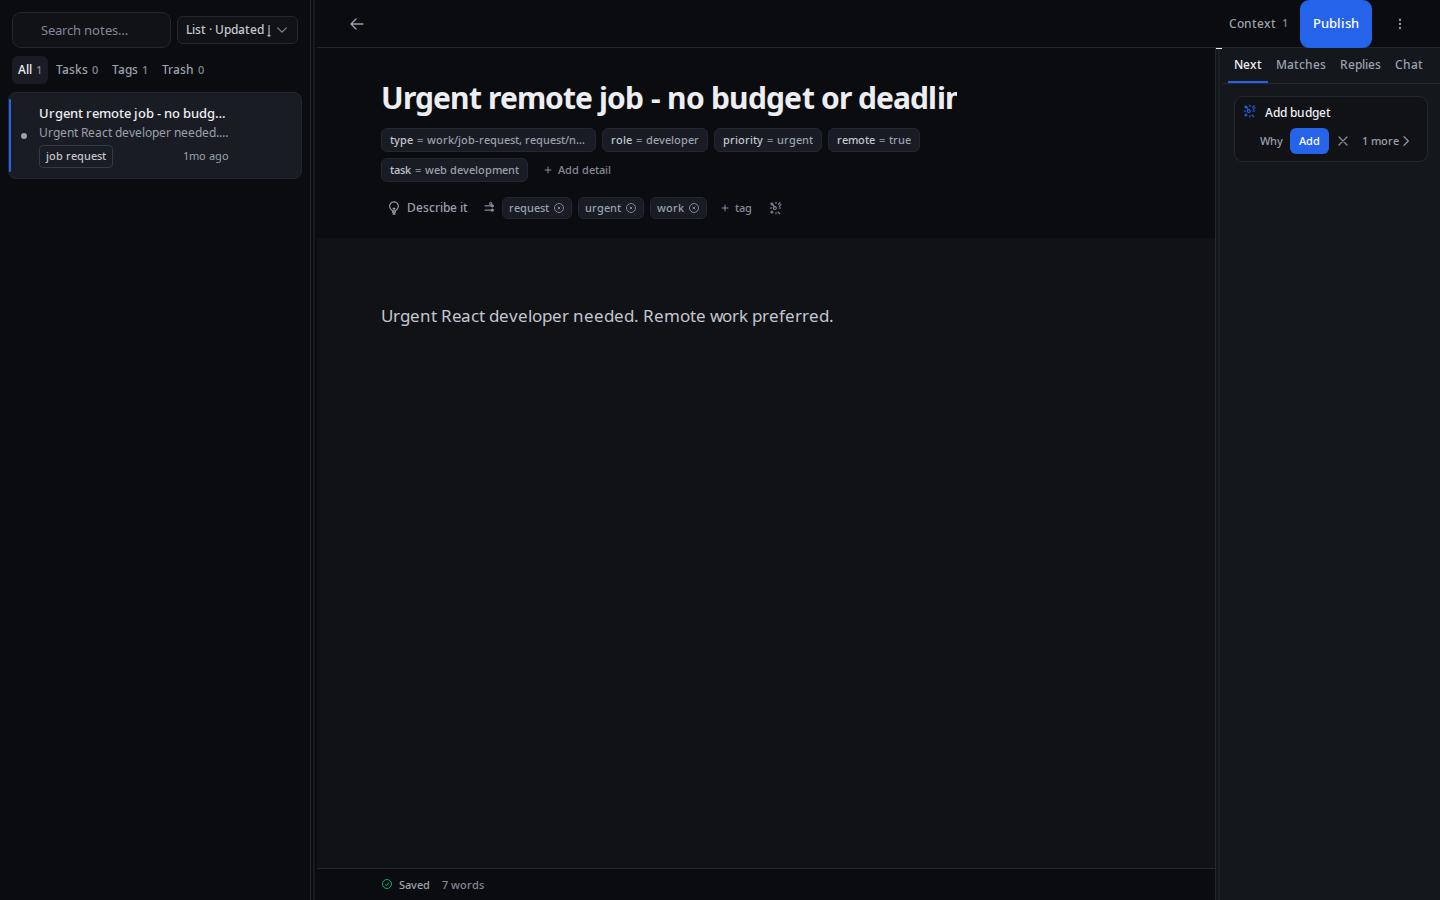 Search notes...
List · Updated ↓
All 1
Tasks 0
Tags 1
Trash 0
Urgent remote job - no budg...
Urgent React developer needed....
job request
1mo ago
Context 1
Publish
Urgent remote job - no budget or deadlin
type = work/job-request, request/n...
role = developer
priority = urgent
remote = true
task = web development
+ Add detail
Describe it
request
urgent
work
+ tag
Urgent React developer needed. Remote work preferred.
Saved
7 words
Next
Matches
Replies
Chat
Add budget
Why
Add
1 more